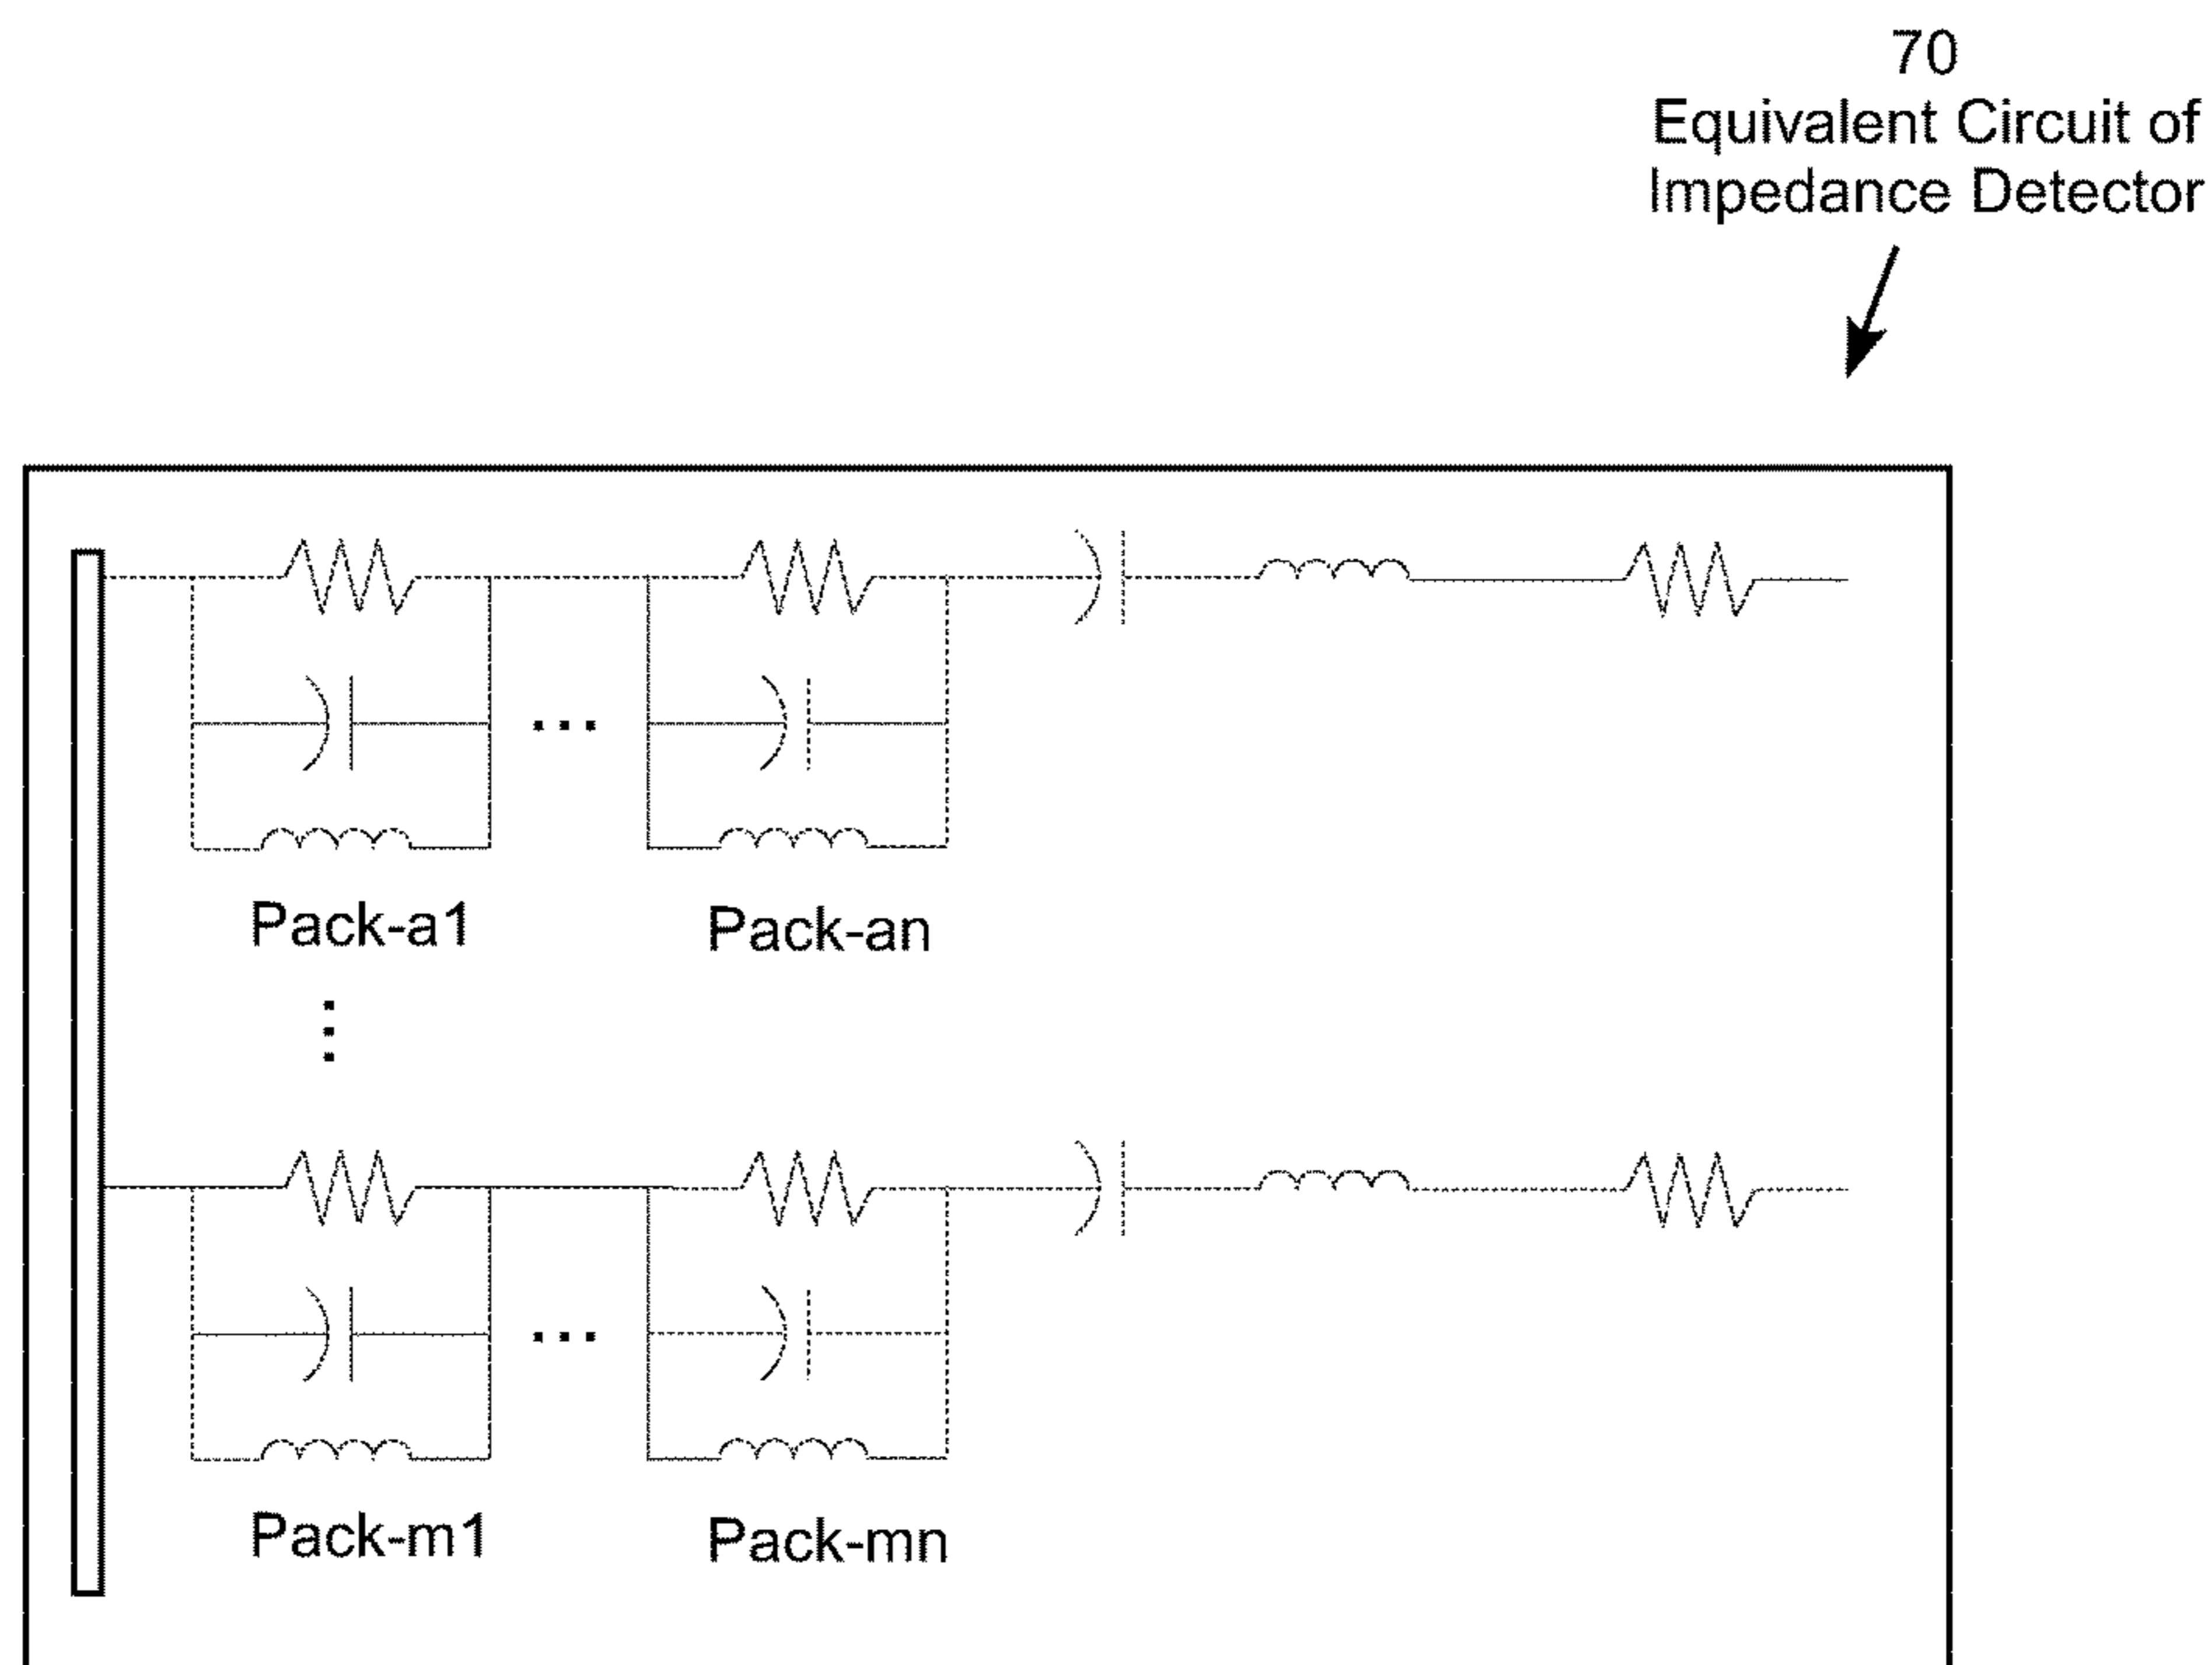 70
Equivalent Circuit of
Impedance Detector
Pack-a1
Pack-an
Pack-m1
Pack-mn